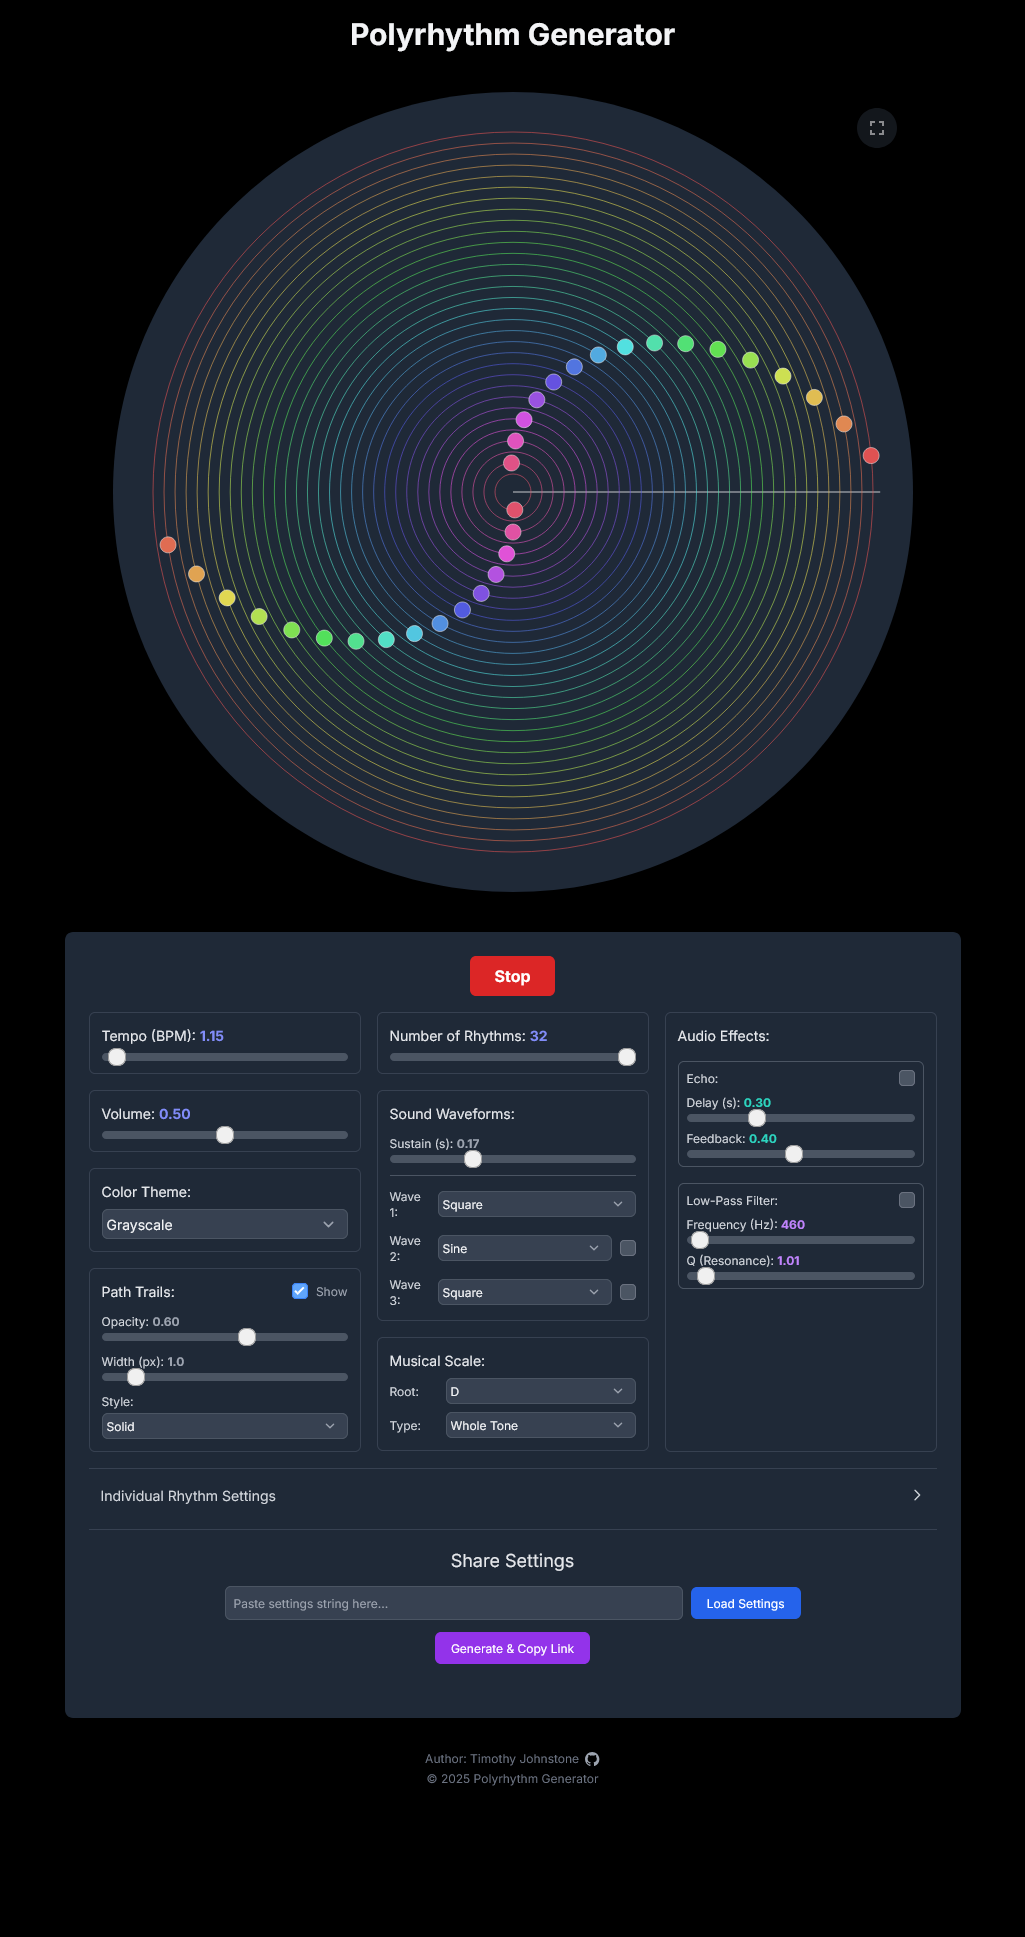 Polyrhythm Generator
Stop
Tempo (BPM): 1.15
Volume: 0.50
Color Theme:
Grayscale
Path Trails:
Show
Opacity: 0.60
Width (px): 1.0
Style:
Solid
Number of Rhythms: 32
Sound Waveforms:
Sustain (s): 0.17
Wave
1:
Square
Wave
2:
Sine
Wave
3:
Square
Musical Scale:
Root:
D
Type:
Whole Tone
Audio Effects:
Echo:
Delay (s): 0.30
Feedback: 0.40
Low-Pass Filter:
Frequency (Hz): 460
Q (Resonance): 1.01
Individual Rhythm Settings
Share Settings
Paste settings string here...
Load Settings
Generate & Copy Link
Author: Timothy Johnstone
© 2025 Polyrhythm Generator